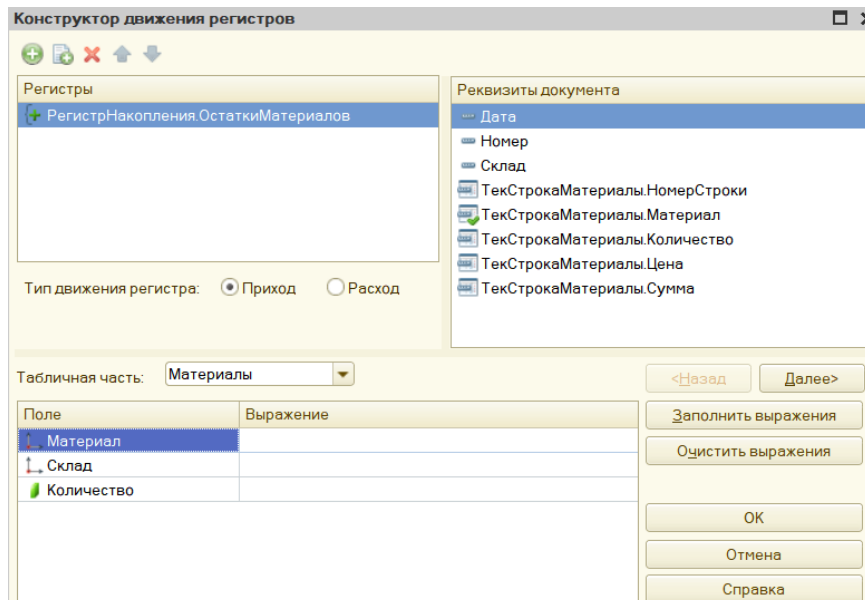 Конструктор движения регистров
Регистры
РегистрНакопления.ОстаткиМатериалов
Тип движения регистра: Приход Расход
Реквизиты документа
Дата
Номер
Склад
ТекСтрокаМатериалы.НомерСтроки
ТекСтрокаМатериалы.Материал
ТекСтрокаМатериалы.Количество
ТекСтрокаМатериалы.Цена
ТекСтрокаМатериалы.Сумма
Табличная часть: Материалы
<Назад Далее>
Поле Выражение
Материал
Склад
Количество
Заполнить выражения
Очистить выражения
ОК
Отмена
Справка